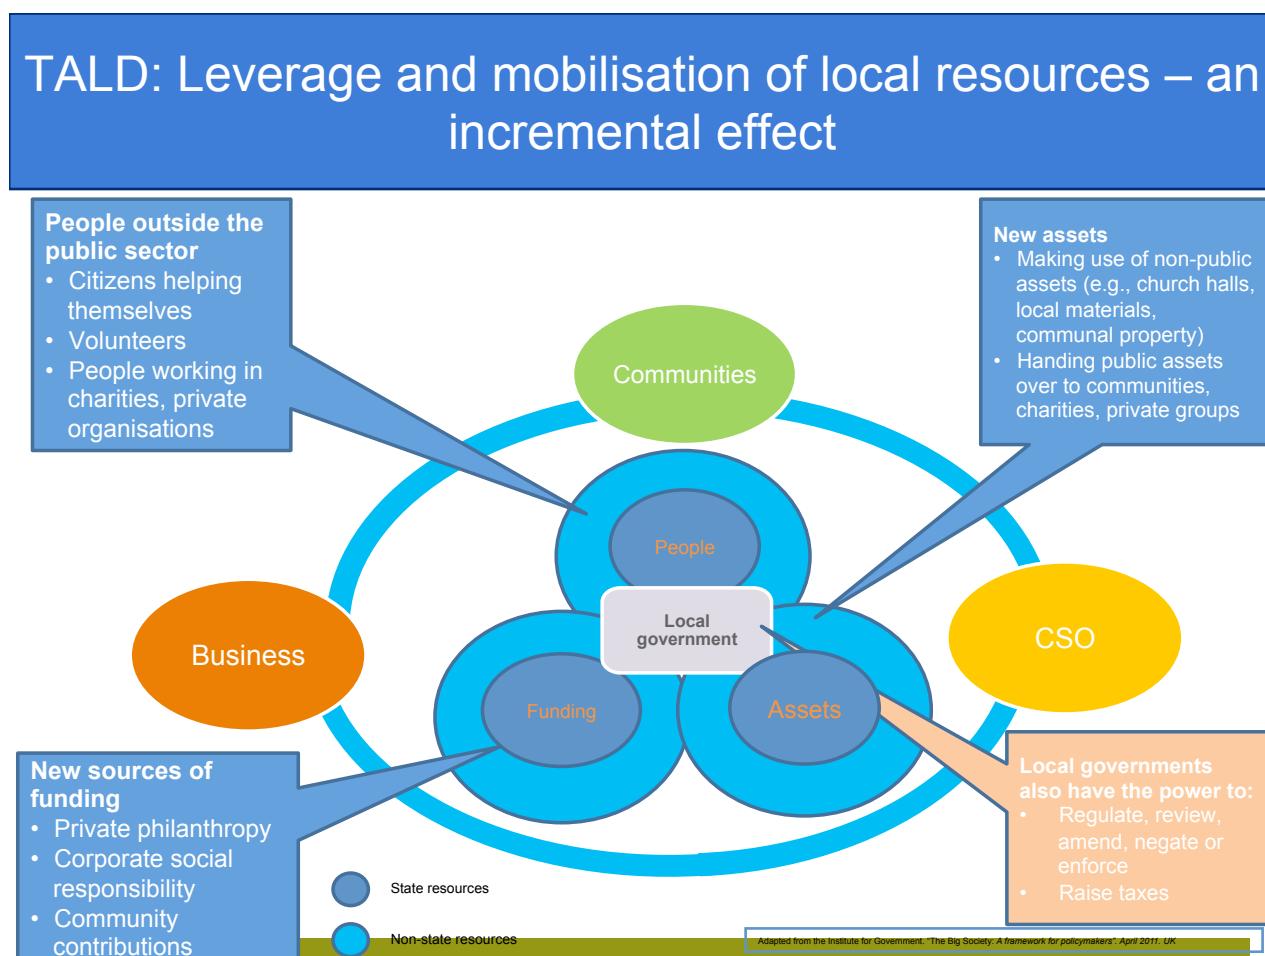 TALD: Leverage and mobilisation of local resources – an
incremental effect
People outside the
public sector
• Citizens helping
themselves
• Volunteers
• People working in
charities, private
organisations
New assets
• Making use of non-public
assets (e.g., church halls,
local materials,
communal property)
• Handing public assets
over to communities,
charities, private groups
Communities
People
Local
government
Business
CSO
Funding
Assets
New sources of
funding
• Private philanthropy
• Corporate social
responsibility
• Community
contributions
Local governments
also have the power to:
• Regulate, review,
amend, negate or
enforce
• Raise taxes
State resources
Non-state resources
Adapted from the Institute for Government. "The Big Society: A framework for policymakers". April 2011. UK